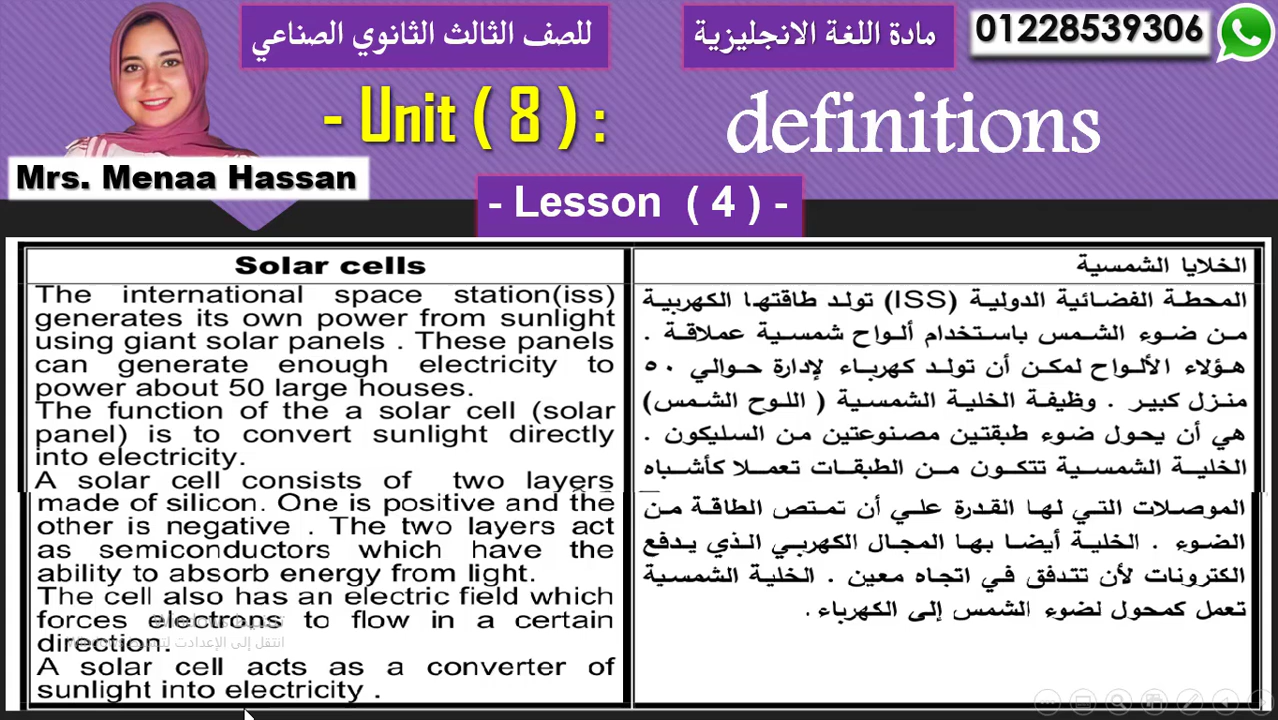 للصف الثالث الثانوي الصناعي
مادة اللغة الانجليزية
01228539306
- Unit ( 8 ) :
definitions
Mrs. Menaa Hassan
- Lesson ( 4 ) -
Solar cells
The international space station(iss)
generates its own power from sunlight
using giant solar panels . These panels
can generate enough electricity to
power about 50 large houses.
The function of the a solar cell (solar
panel) is to convert sunlight directly
into electricity.
A solar cell consists of two layers
made of silicon. One is positive and the
other is negative . The two layers act
as semiconductors which have the
ability to absorb energy from light.
The cell also has an electric field which
forces electrons to flow in a certain
direction.
A solar cell acts as a converter of
sunlight into electricity .
الخلايا الشمسية
المحطة الفضائية الدولية (ISS) تولد طاقتها الكهربية
من ضوء الشمس باستخدام ألواح شمسية عملاقة .
هؤلاء الألواح لمكن أن تولد كهرباء لإدارة حوالي ٥٠
منزل كبير . وظيفة الخلية الشمسية ( اللوح الشمس)
هي أن يحول ضوء طبقتين مصنوعتين من السليكون .
الخلية الشمسية تتكون من الطبقات تعملا كأشباه
الموصلات التي لها القدرة علي أن تمتص الطاقة من
الضوء . الخلية أيضا بها المجال الكهربي الذي يدفع
الكترونات لأن تتدفق في اتجاه معين . الخلية الشمسية
تعمل كمحول لضوء الشمس إلى الكهرباء .
انتقل إلى الإعدادت لتنشيط Windows